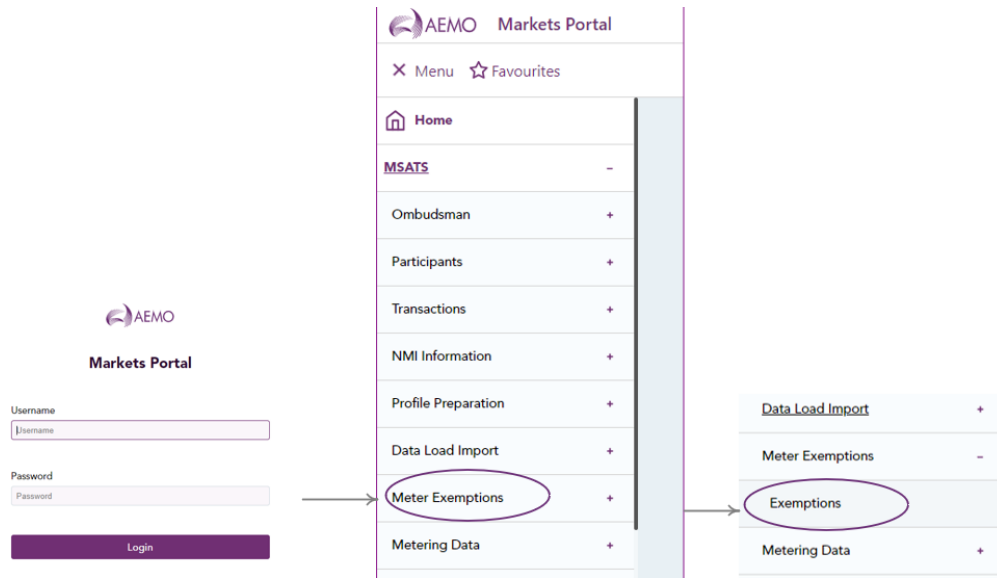 AEMO
Markets Portal
Username
Username
Password
Password
Login
AEMO Markets Portal
Menu Favourites
Home
MSATS -
Ombudsman +
Participants +
Transactions +
NMI Information +
Profile Preparation +
Data Load Import +
Meter Exemptions +
Metering Data +
Data Load Import +
Meter Exemptions -
Exemptions
Metering Data +